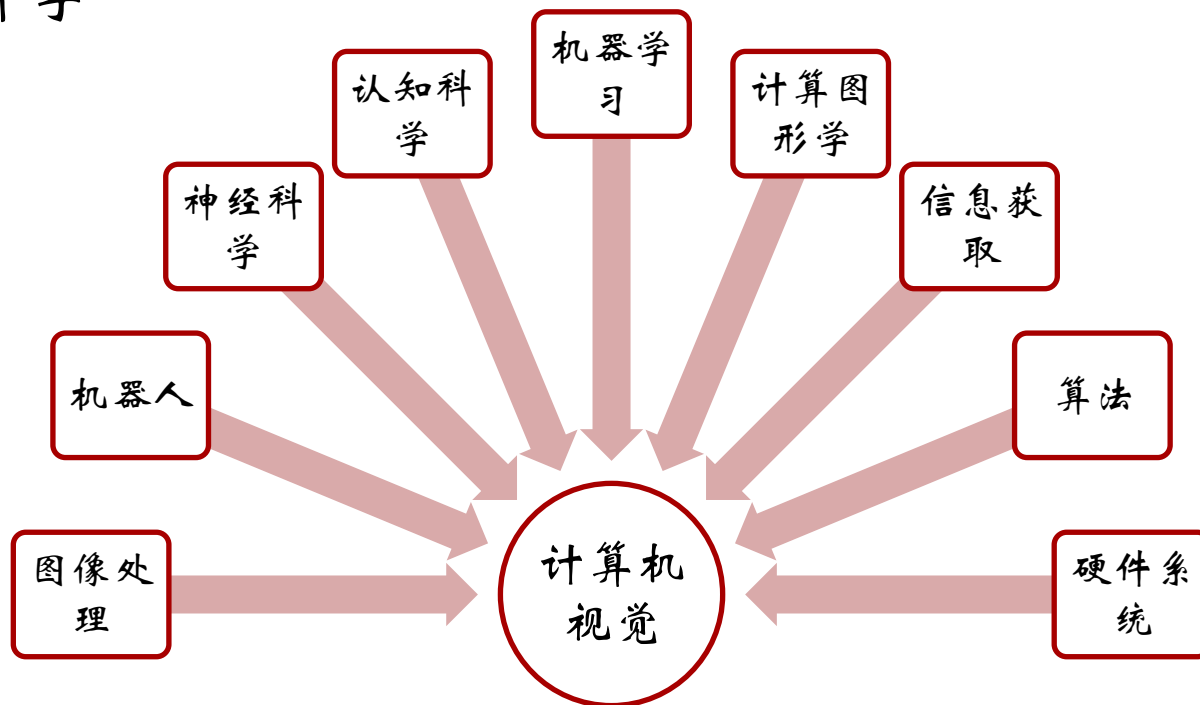 机器学
习
认知科
学
计算图
形学
神经科
学
信息获
取
机器人
算法
图像处
理
计算机
视觉
硬件系
统